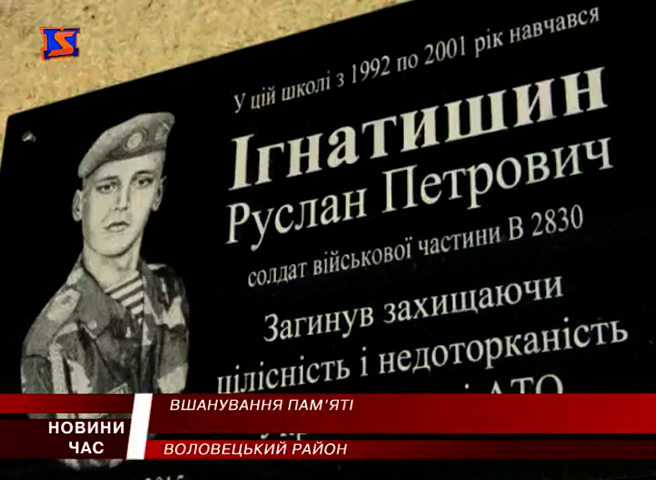 У цій школі з 1992 по 2001 рік навчався
Ігнатишин
Руслан Петрович
солдат військової частини В 2830
Загинув захищаючи
цілісність і недоторканість
АТО
ВШАНУВАННЯ ПАМ'ЯТІ
НОВИНИ
ЧАС
ВОЛОВЕЦЬКИЙ РАЙОН